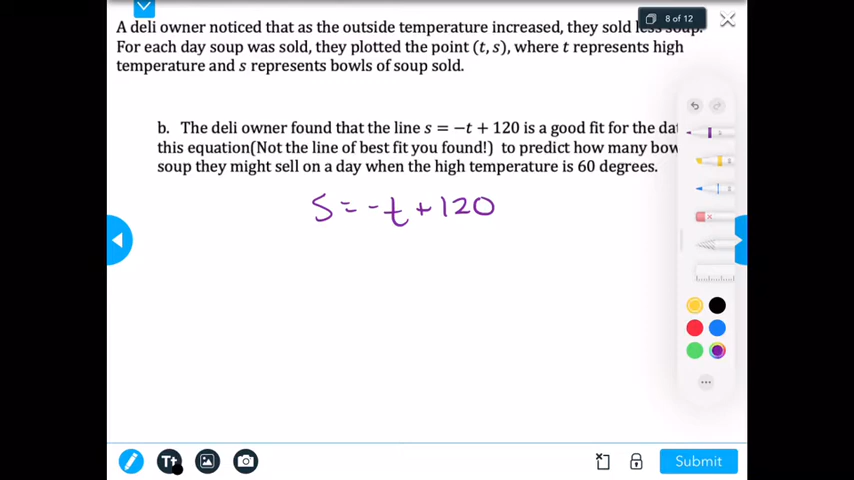 8 of 12
A deli owner noticed that as the outside temperature increased, they sold less soup.
For each day soup was sold, they plotted the point (t, s), where t represents high
temperature and s represents bowls of soup sold.
b. The deli owner found that the line s = −t + 120 is a good fit for the dat
this equation(Not the line of best fit you found!) to predict how many bow
soup they might sell on a day when the high temperature is 60 degrees.
S = -t + 120
Tt
Submit